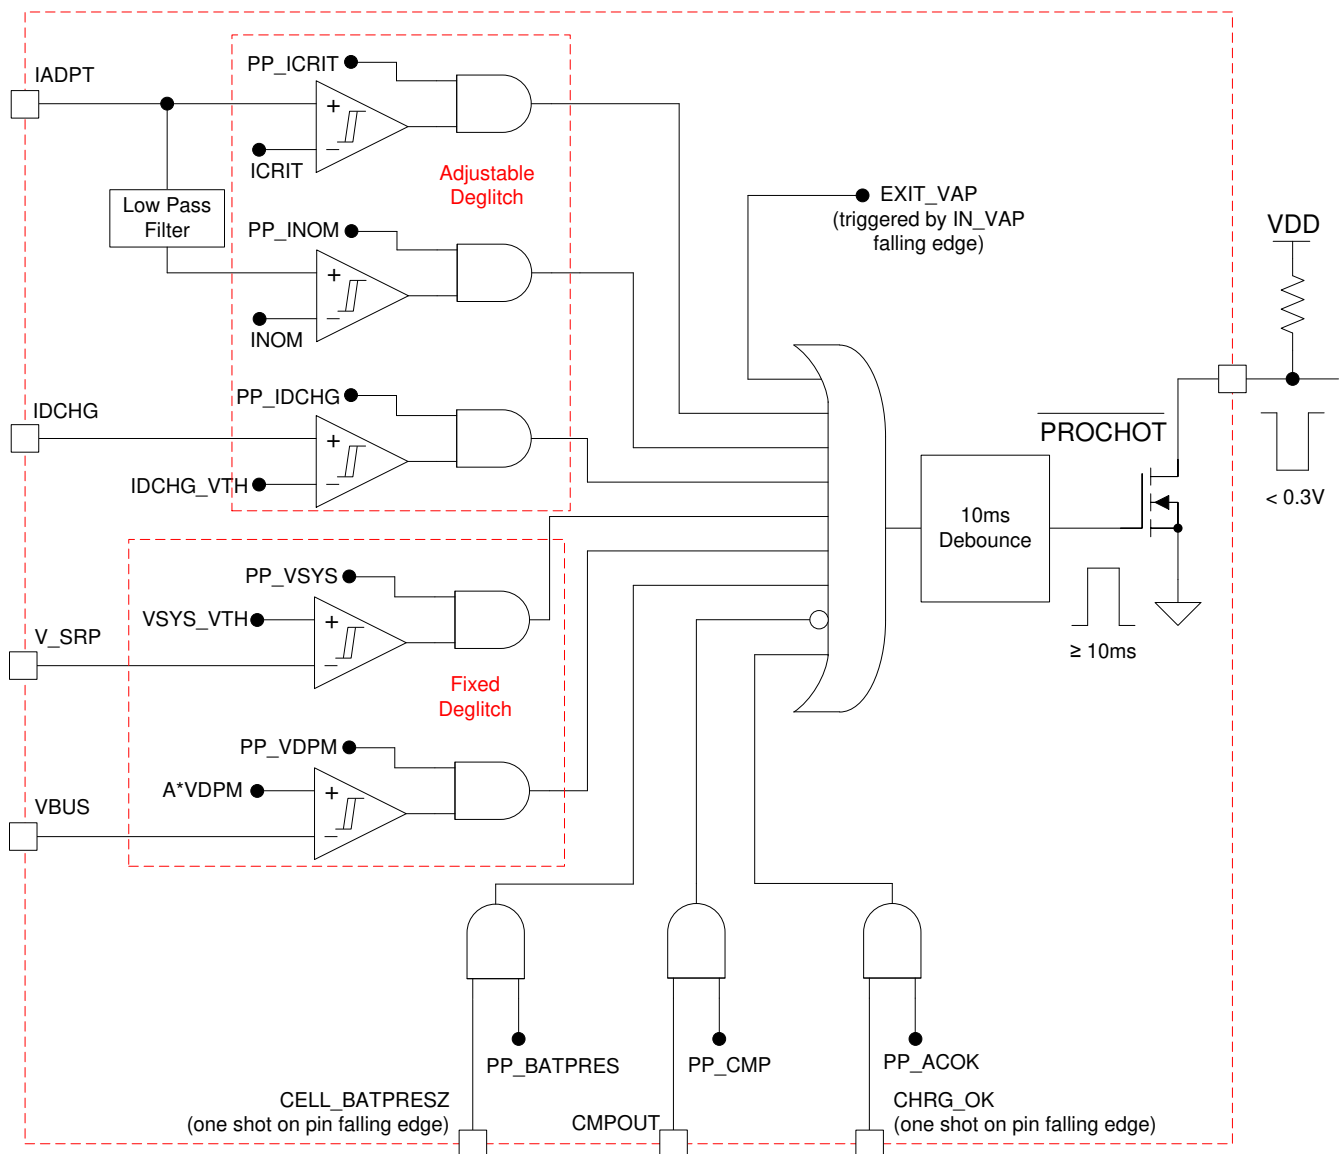 IADPT
PP_ICRIT
+
−
ICRIT
Adjustable
Deglitch
Low Pass
Filter
PP_INOM
+
−
INOM
EXIT_VAP
(triggered by IN_VAP
falling edge)
VDD
IDCHG
PP_IDCHG
+
−
IDCHG_VTH
PROCHOT
< 0.3V
10ms
Debounce
≥ 10ms
PP_VSYS
VSYS_VTH
+
−
V_SRP
Fixed
Deglitch
PP_VDPM
A*VDPM
+
−
VBUS
PP_BATPRES
PP_CMP
PP_ACOK
CELL_BATPRESZ
(one shot on pin falling edge)
CMPOUT
CHRG_OK
(one shot on pin falling edge)